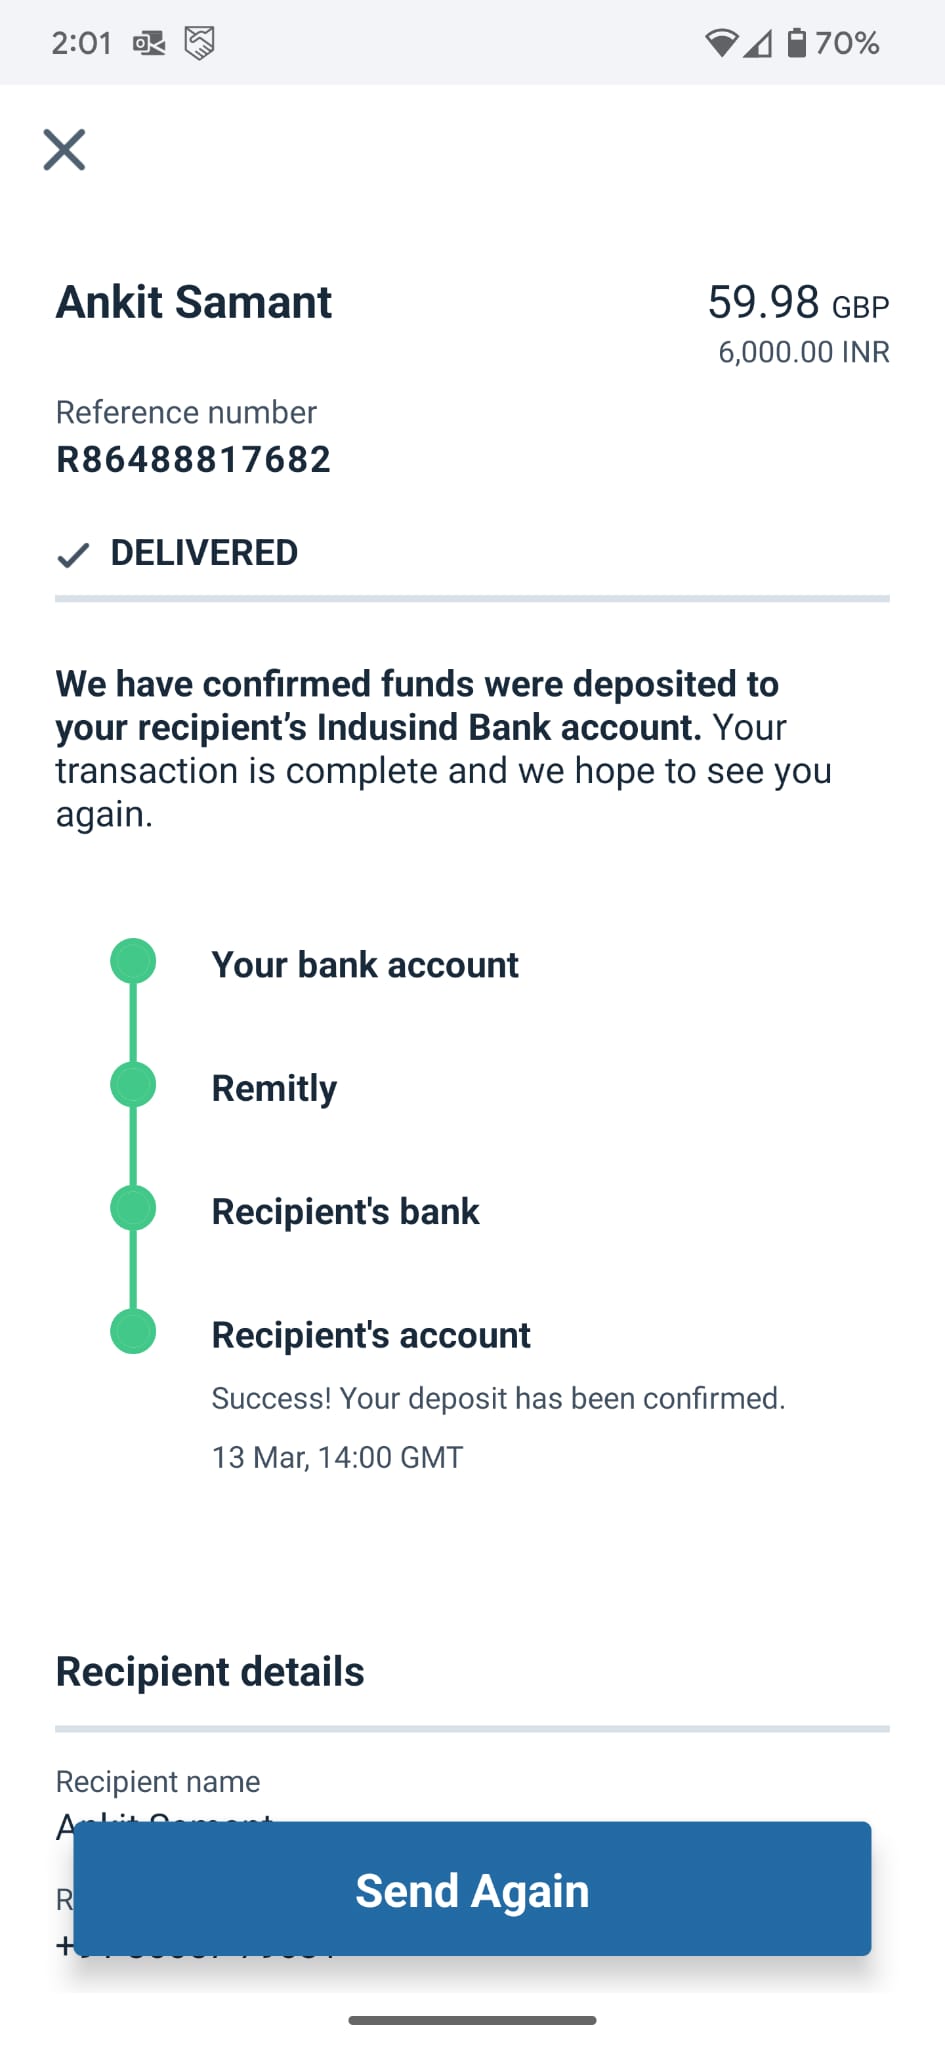 2:01
70%
Ankit Samant
59.98 GBP
6,000.00 INR
Reference number
R86488817682
DELIVERED
We have confirmed funds were deposited to
your recipient's Indusind Bank account. Your
transaction is complete and we hope to see you
again.
Your bank account
Remitly
Recipient's bank
Recipient's account
Success! Your deposit has been confirmed.
13 Mar, 14:00 GMT
Recipient details
Recipient name
Ankit Samant
Send Again